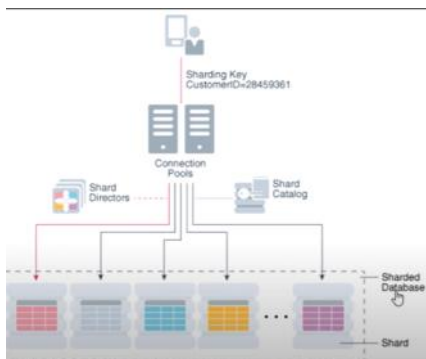 Sharding Key
CustomerID=28459361
Connection
Pools
Shard
Directors
Shard
Catalog
Sharded
Database
Shard